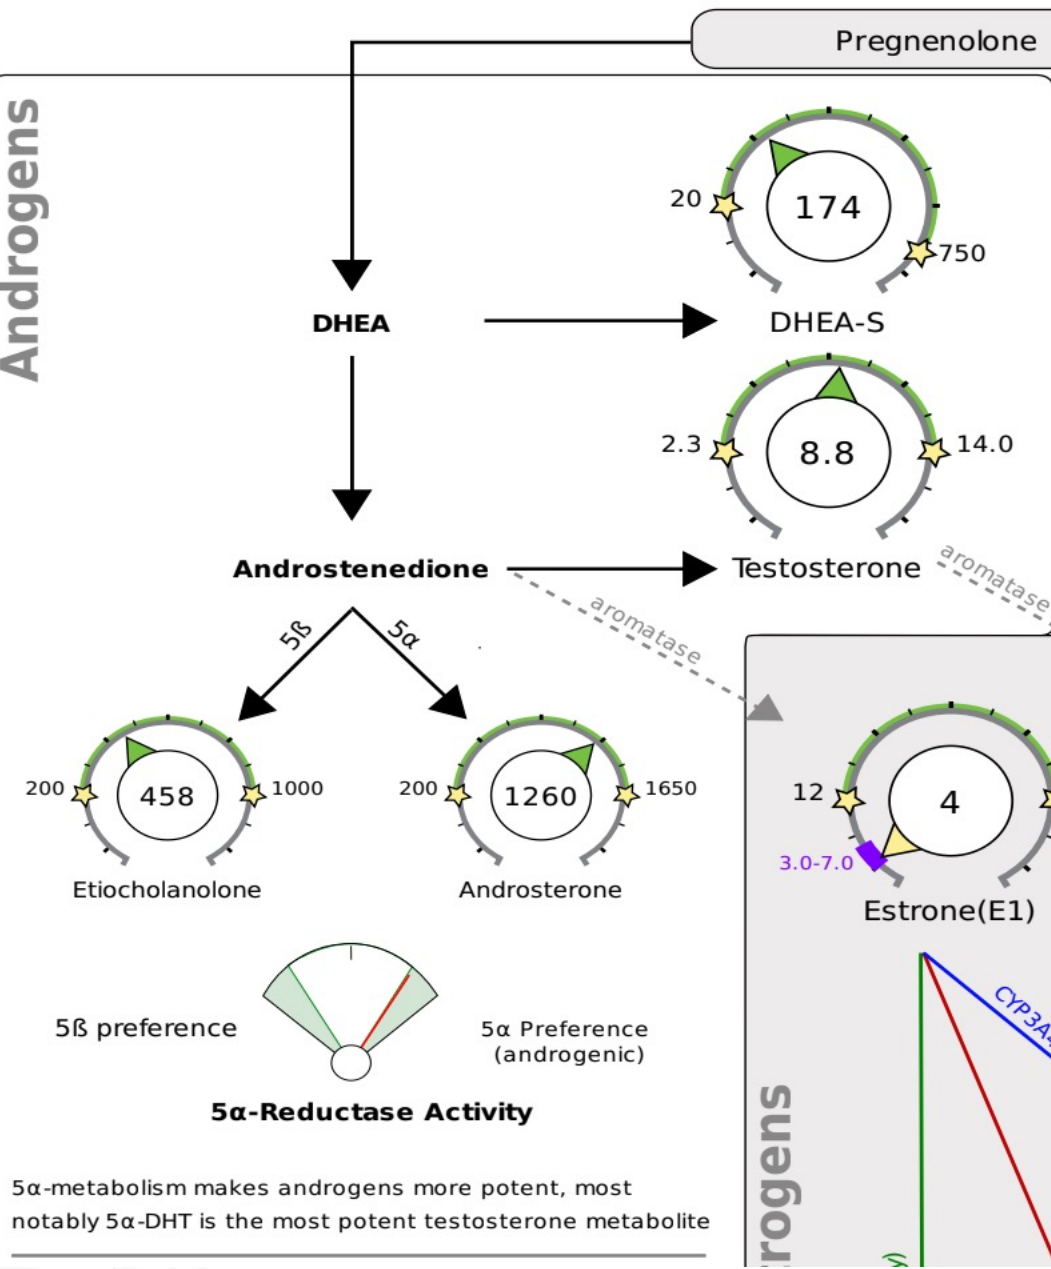 Pregnenolone
Androgens
20
174
750
DHEA
DHEA-S
2.3
8.8
14.0
Androstenedione
Testosterone
aromatase
aromatase
5ß
5α
200
458
1000
200
1260
1650
12
4
3.0-7.0
Etiocholanolone
Androsterone
Estrone(E1)
5ß preference
5α Preference
(androgenic)
5α-Reductase Activity
5α-metabolism makes androgens more potent, most
notably 5α-DHT is the most potent testosterone metabolite